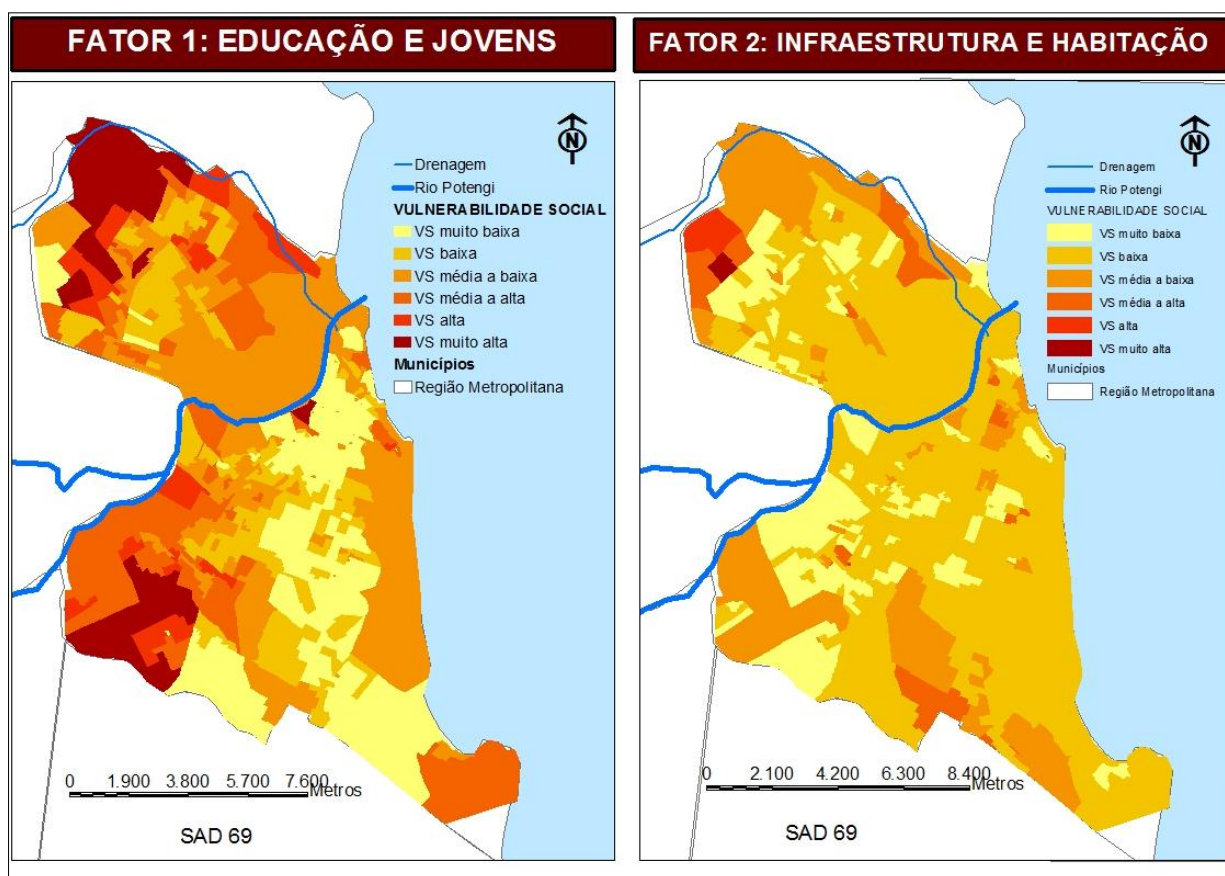 FATOR 1: EDUCAÇÃO E JOVENS
N
Drenagem
Rio Potengi
VULNERABILIDADE SOCIAL
VS muito baixa
VS baixa
VS média a baixa
VS média a alta
VS alta
VS muito alta
Municípios
Região Metropolitana
0 1.900 3.800 5.700 7.600
Metros
SAD 69
FATOR 2: INFRAESTRUTURA E HABITAÇÃO
N
Drenagem
Rio Potengi
VULNERABILIDADE SOCIAL
VS muito baixa
VS baixa
VS média a baixa
VS média a alta
VS alta
VS muito alta
Municípios
Região Metropolitana
0 2.100 4.200 6.300 8.400
Metros
SAD 69